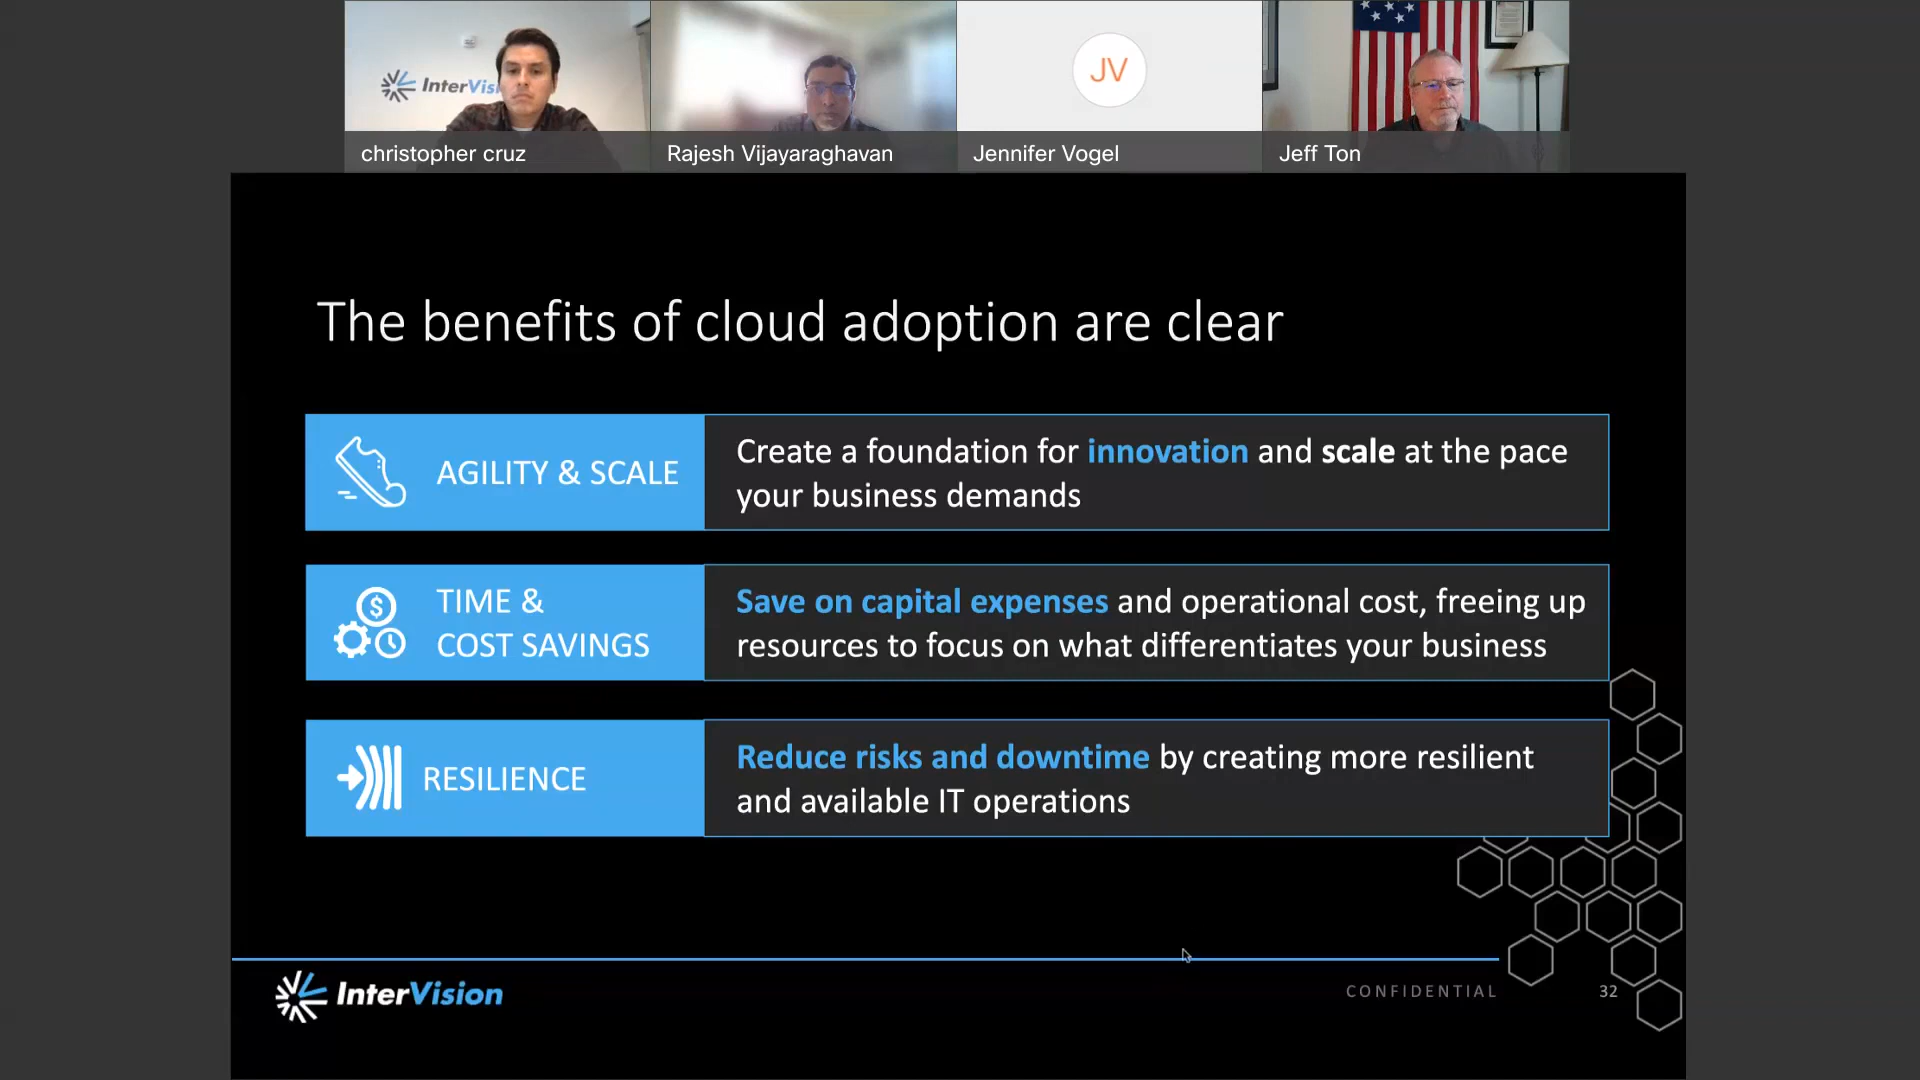 InterVisi
JV
christopher cruz
Rajesh Vijayaraghavan
Jennifer Vogel
Jeff Ton
The benefits of cloud adoption are clear
AGILITY & SCALE
Create a foundation for innovation and scale at the pace
your business demands
TIME &
COST SAVINGS
$
Save on capital expenses and operational cost, freeing up
resources to focus on what differentiates your business
RESILIENCE
Reduce risks and downtime by creating more resilient
and available IT operations
InterVision
CONFIDENTIAL
32